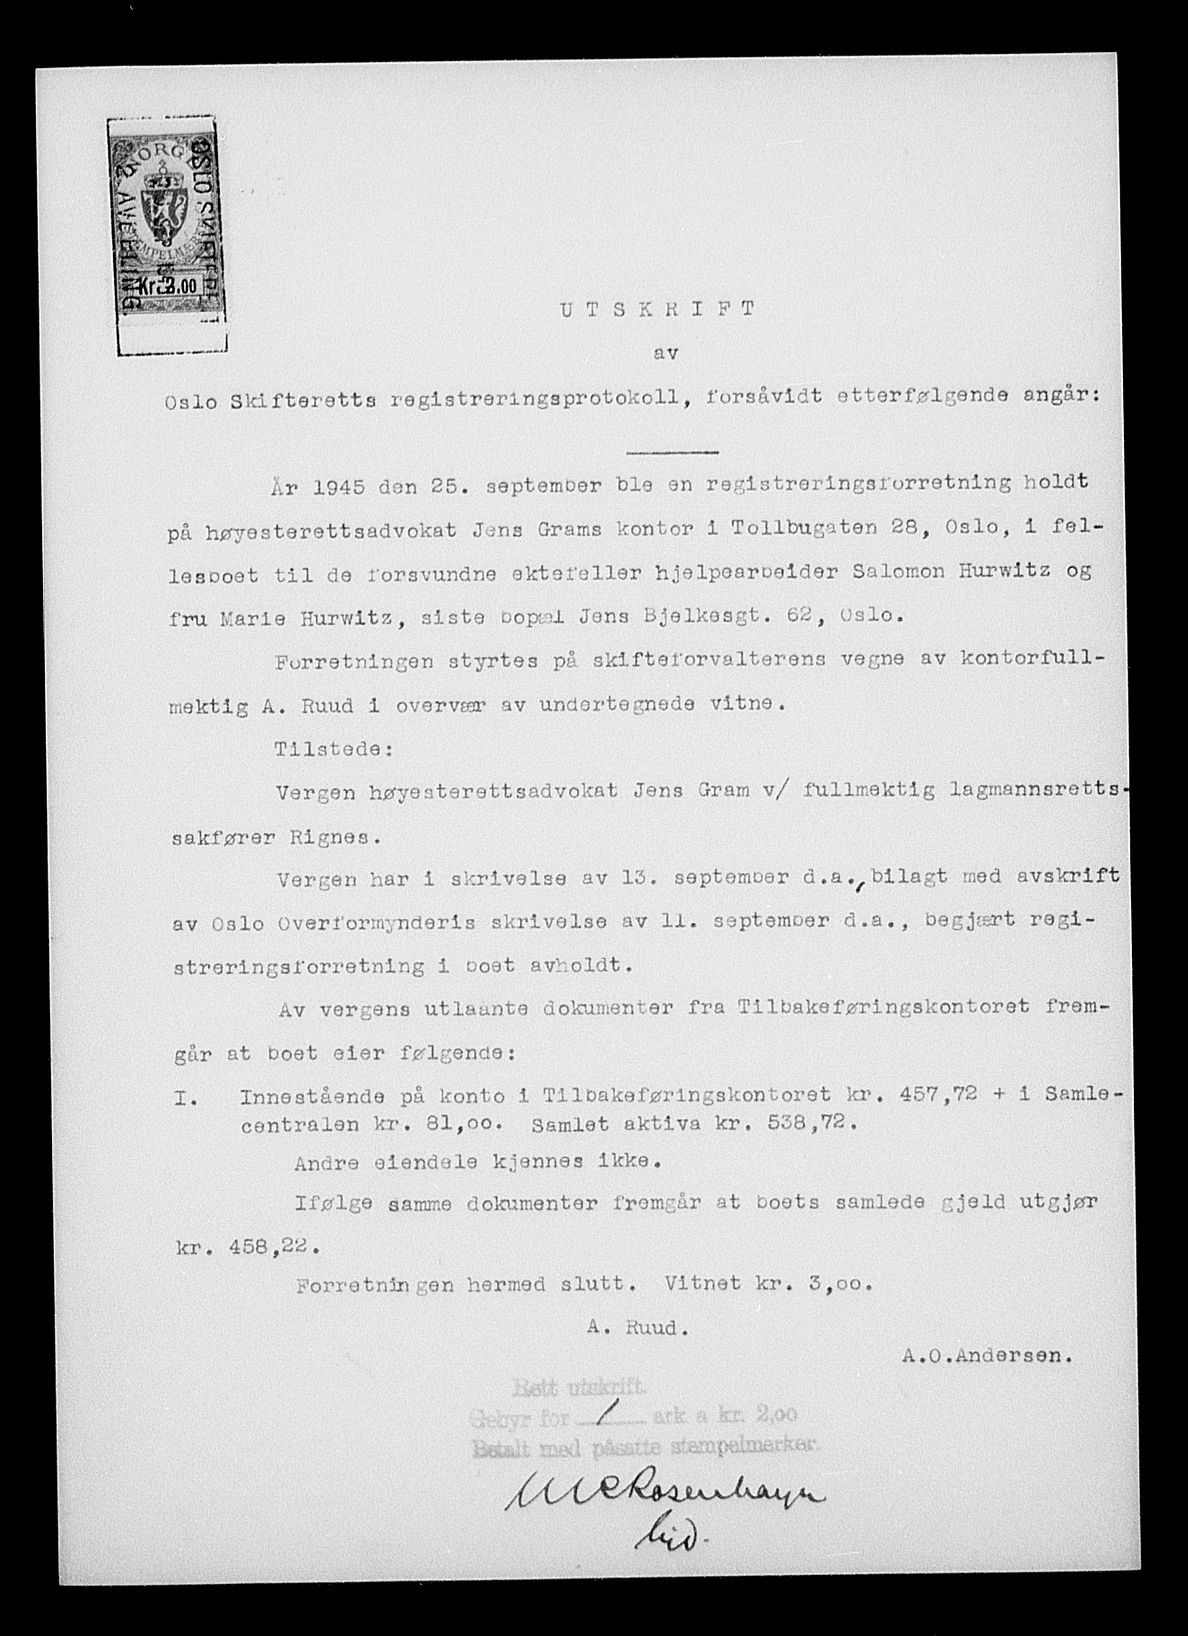 NORGE
STEMPELMÆRKE
Kr. 2.00
OSLO SKIFTERE
AVDELING
UTSKRIFT
av
Oslo Skifteretts registreringsprotokoll, forsåvidt etterfølgende angår:
År 1945 den 25. september ble en registreringsforretning holdt
på høyesterettsadvokat Jens Grams kontor i Tollbugaten 28, Oslo, i fel-
lesboet til de forsvundne ektefeller hjelpearbeider Salomon Hurwitz og
fru Marie Hurwitz, siste bopæl Jens Bjelkesgt. 62, Oslo.
Forretningen styrtes på skifteforvalterens vegne av kontorfull-
mektig A. Ruud i overvær av undertegnede vitne.
Tilstede:
Vergen høyesterettsadvokat Jens Gram v/ fullmektig lagmannsretts-
sakfører Rignes.
Vergen har i skrivelse av 13. september d.a., bilagt med avskrift
av Oslo Overformynderis skrivelse av 11. september d.a., begjært regi-
streringsforretning i boet avholdt.
Av vergens utlaante dokumenter fra Tilbakeføringskontoret frem-
går at boet eier følgende:
I. Innestående på konto i Tilbakeføringskontoret kr. 457,72 + i Samle-
centralen kr. 81,oo. Samlet aktiva kr. 538,72.
Andre eiendele kjennes ikke.
Ifølge samme dokumenter fremgår at boets samlede gjeld utgjør
kr. 458,22.
Forretningen hermed slutt. Vitnet kr. 3,oo.
A. Ruud.
A.O.Andersen.
Rett utskrift.
Gebyr for 1 ark a kr. 2,00
Betalt med påsatte stempelmerker.
Rosenhayn